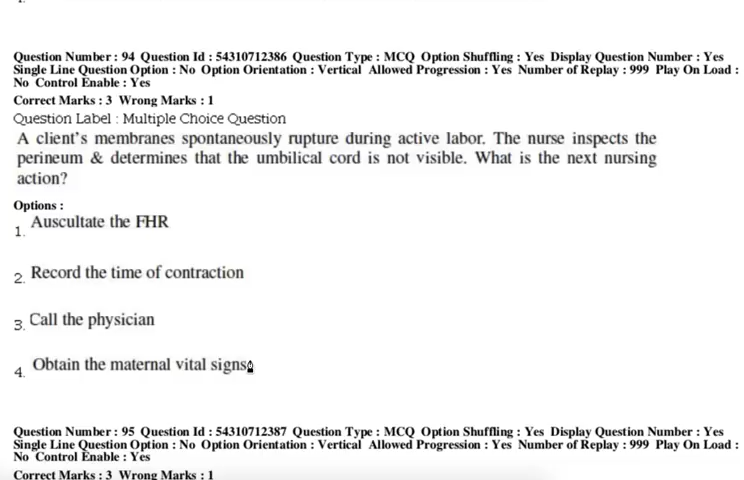 Question Number : 94 Question Id : 54310712386 Question Type : MCQ Option Shuffling : Yes Display Question Number : Yes
Single Line Question Option : No Option Orientation : Vertical Allowed Progression : Yes Number of Replay : 999 Play On Load :
No Control Enable : Yes
Correct Marks : 3 Wrong Marks : 1
Question Label : Multiple Choice Question
A client's membranes spontaneously rupture during active labor. The nurse inspects the
perineum & determines that the umbilical cord is not visible. What is the next nursing
action?
Options :
1. Auscultate the FHR
2. Record the time of contraction
3. Call the physician
4. Obtain the maternal vital signs
Question Number : 95 Question Id : 54310712387 Question Type : MCQ Option Shuffling : Yes Display Question Number : Yes
Single Line Question Option : No Option Orientation : Vertical Allowed Progression : Yes Number of Replay : 999 Play On Load :
No Control Enable : Yes
Correct Marks : 3 Wrong Marks : 1